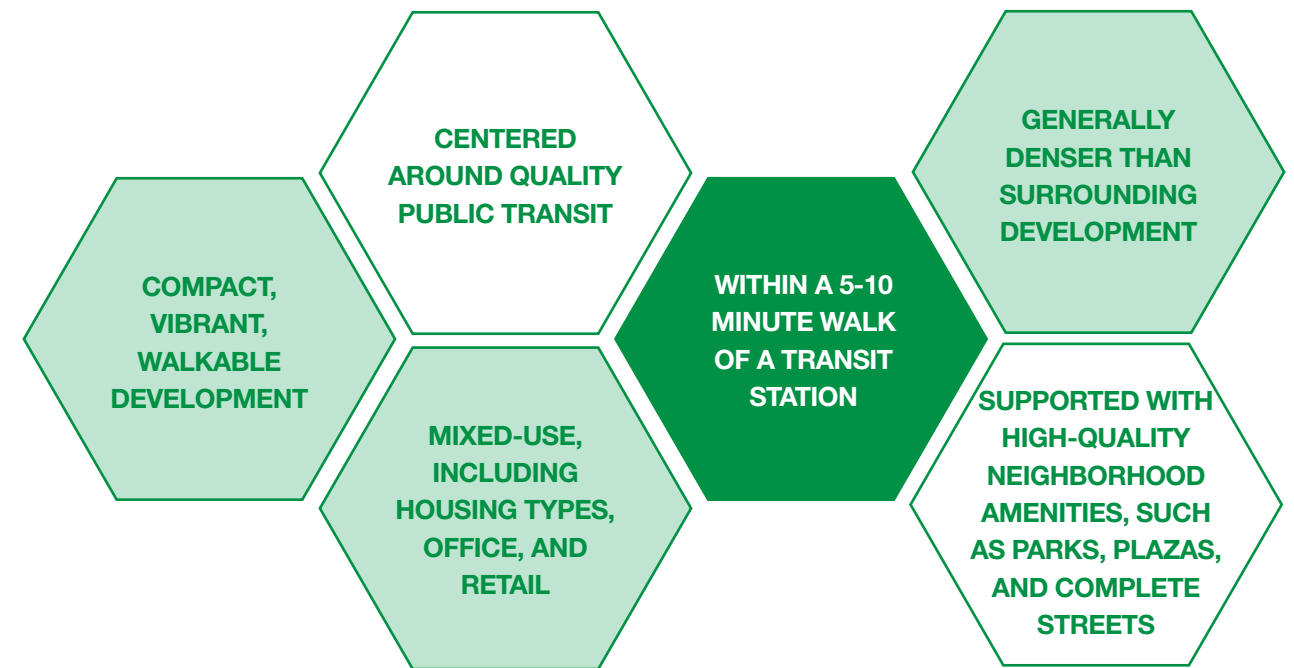 COMPACT,
VIBRANT,
WALKABLE
DEVELOPMENT
CENTERED
AROUND QUALITY
PUBLIC TRANSIT
MIXED-USE,
INCLUDING
HOUSING TYPES,
OFFICE, AND
RETAIL
WITHIN A 5-10
MINUTE WALK
OF A TRANSIT
STATION
GENERALLY
DENSER THAN
SURROUNDING
DEVELOPMENT
SUPPORTED WITH
HIGH-QUALITY
NEIGHBORHOOD
AMENITIES, SUCH
AS PARKS, PLAZAS,
AND COMPLETE
STREETS